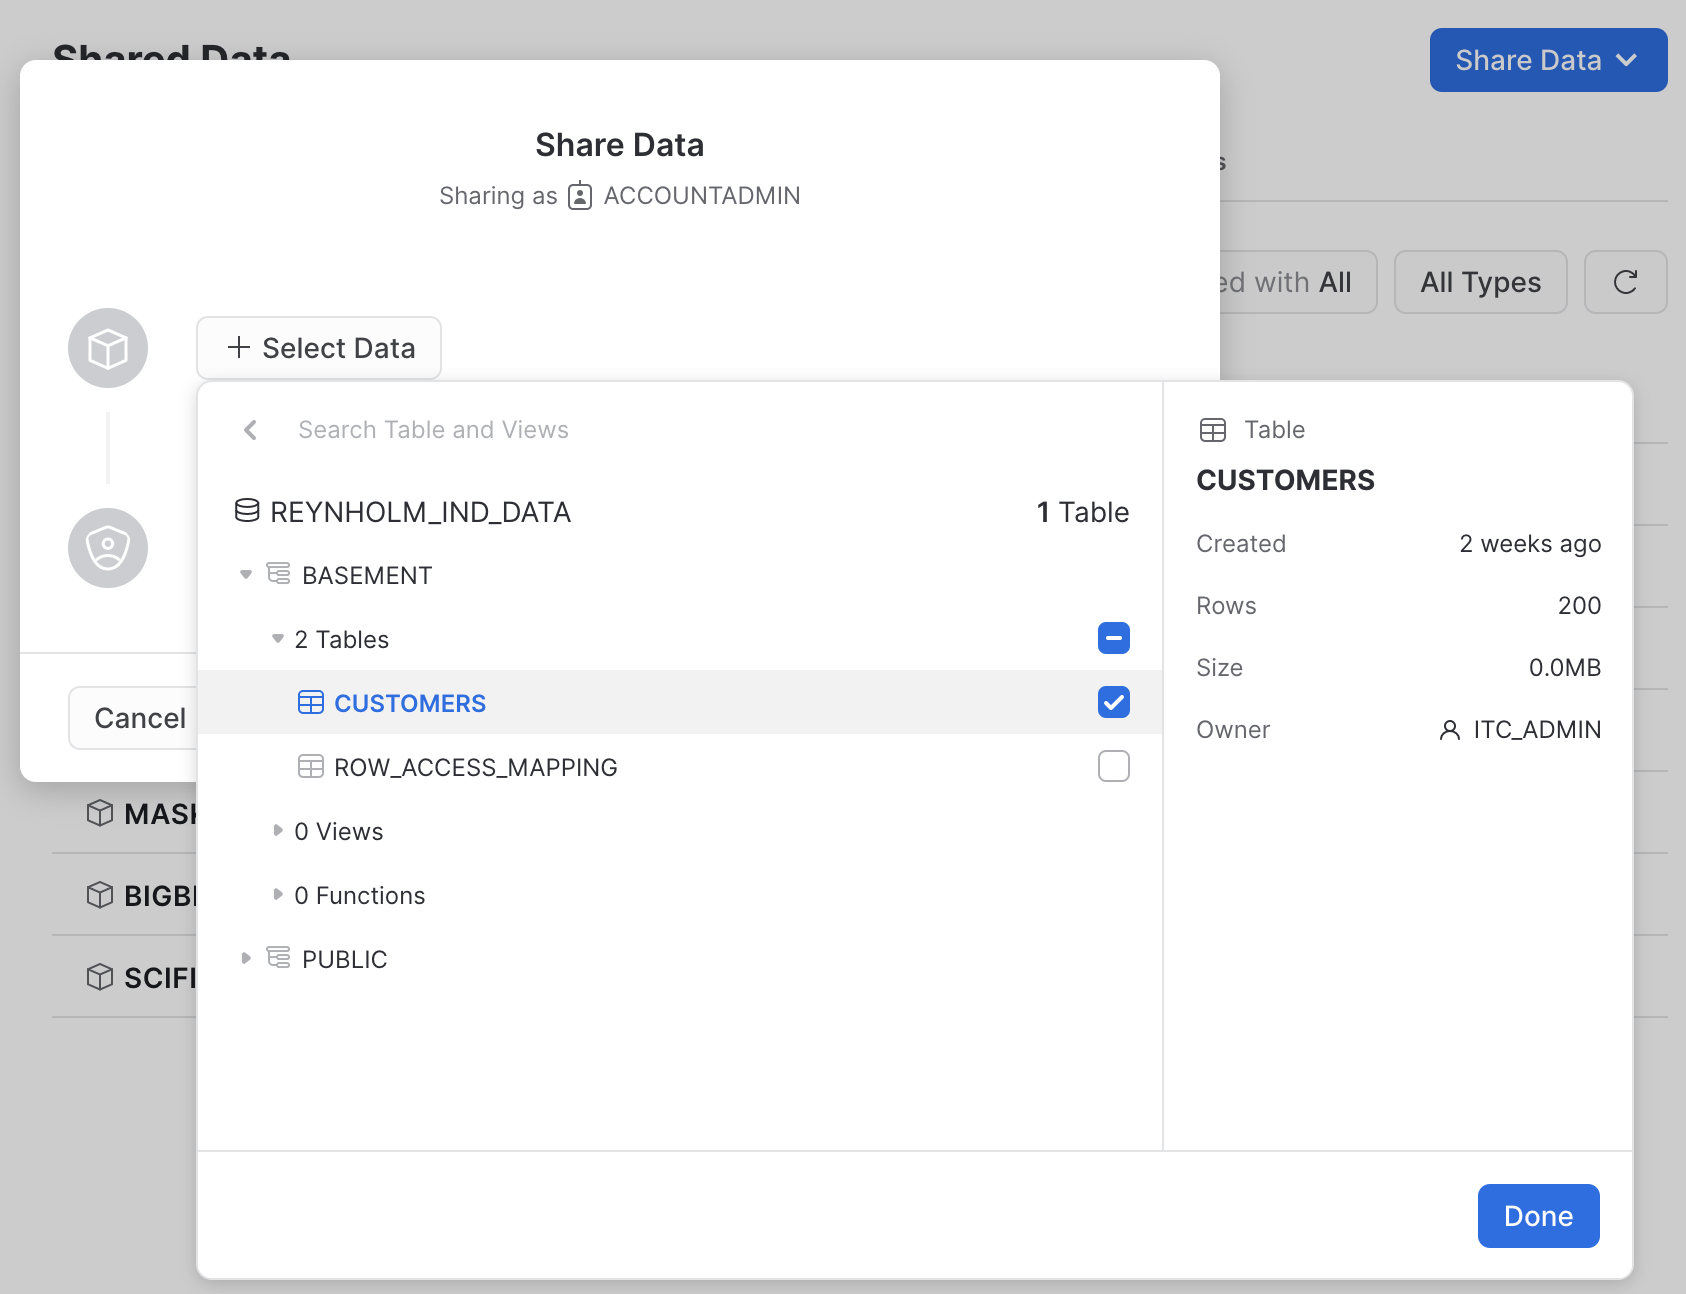 Shared Data
Share Data
Share Data
Sharing as ACCOUNTADMIN
ed with All
All Types
Select Data
Search Table and Views
REYNHOLM_IND_DATA
1 Table
BASEMENT
2 Tables
CUSTOMERS
ROW_ACCESS_MAPPING
0 Views
0 Functions
PUBLIC
Table
CUSTOMERS
Created 2 weeks ago
Rows 200
Size 0.0MB
Owner ITC_ADMIN
Cancel
MASK
BIGB
SCIFI
Done